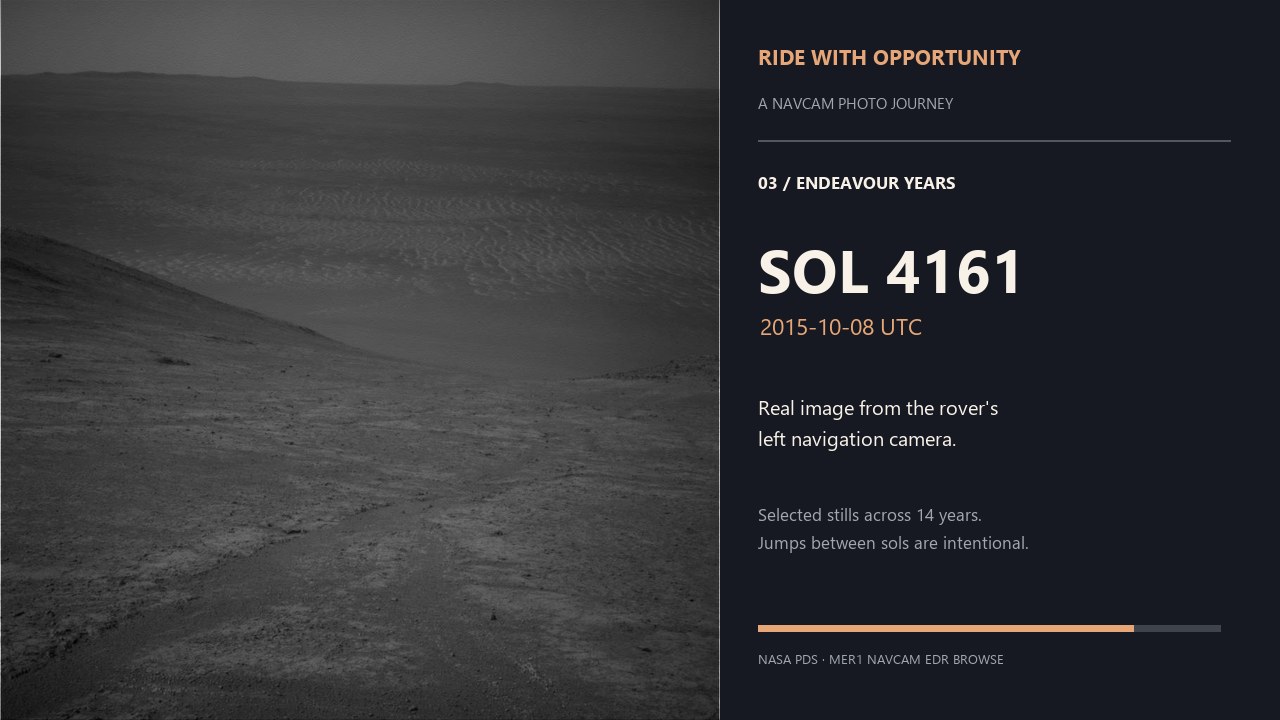 RIDE WITH OPPORTUNITY
A NAVCAM PHOTO JOURNEY
03 / ENDEAVOUR YEARS
SOL 4161
2015-10-08 UTC
Real image from the rover's
left navigation camera.
Selected stills across 14 years.
Jumps between sols are intentional.
NASA PDS · MER1 NAVCAM EDR BROWSE